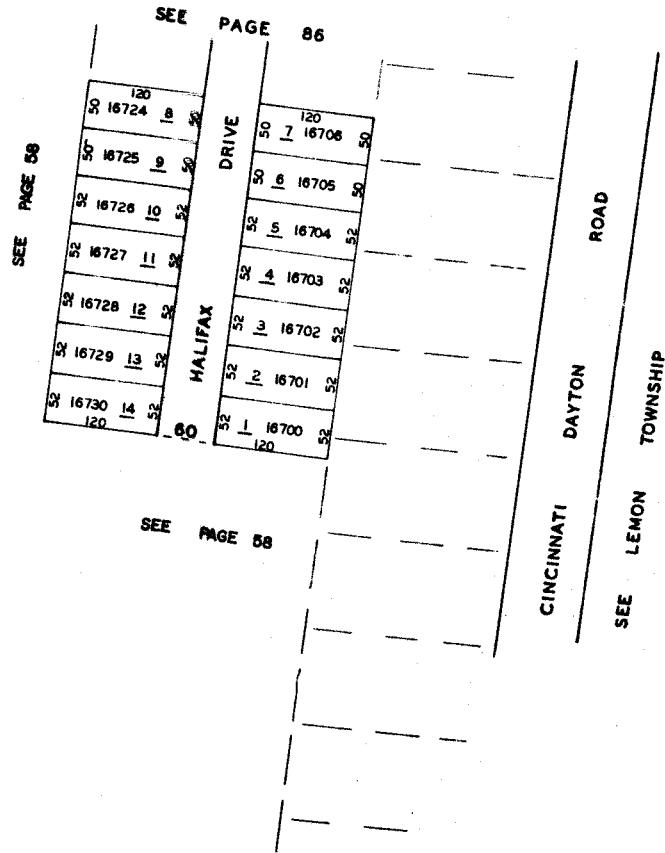 SEE PAGE 86
SEE PAGE 58
120
50 16724 8 50
50 16725 9 50
52 16726 10 52
52 16727 11 52
52 16728 12 52
52 16729 13 52
52 16730 14 52
120
HALIFAX DRIVE
60
120
50 7 16706 50
50 6 16705 50
52 5 16704 52
52 4 16703 52
52 3 16702 52
52 2 16701 52
52 1 16700 52
120
SEE PAGE 58
CINCINNATI DAYTON ROAD
SEE LEMON TOWNSHIP